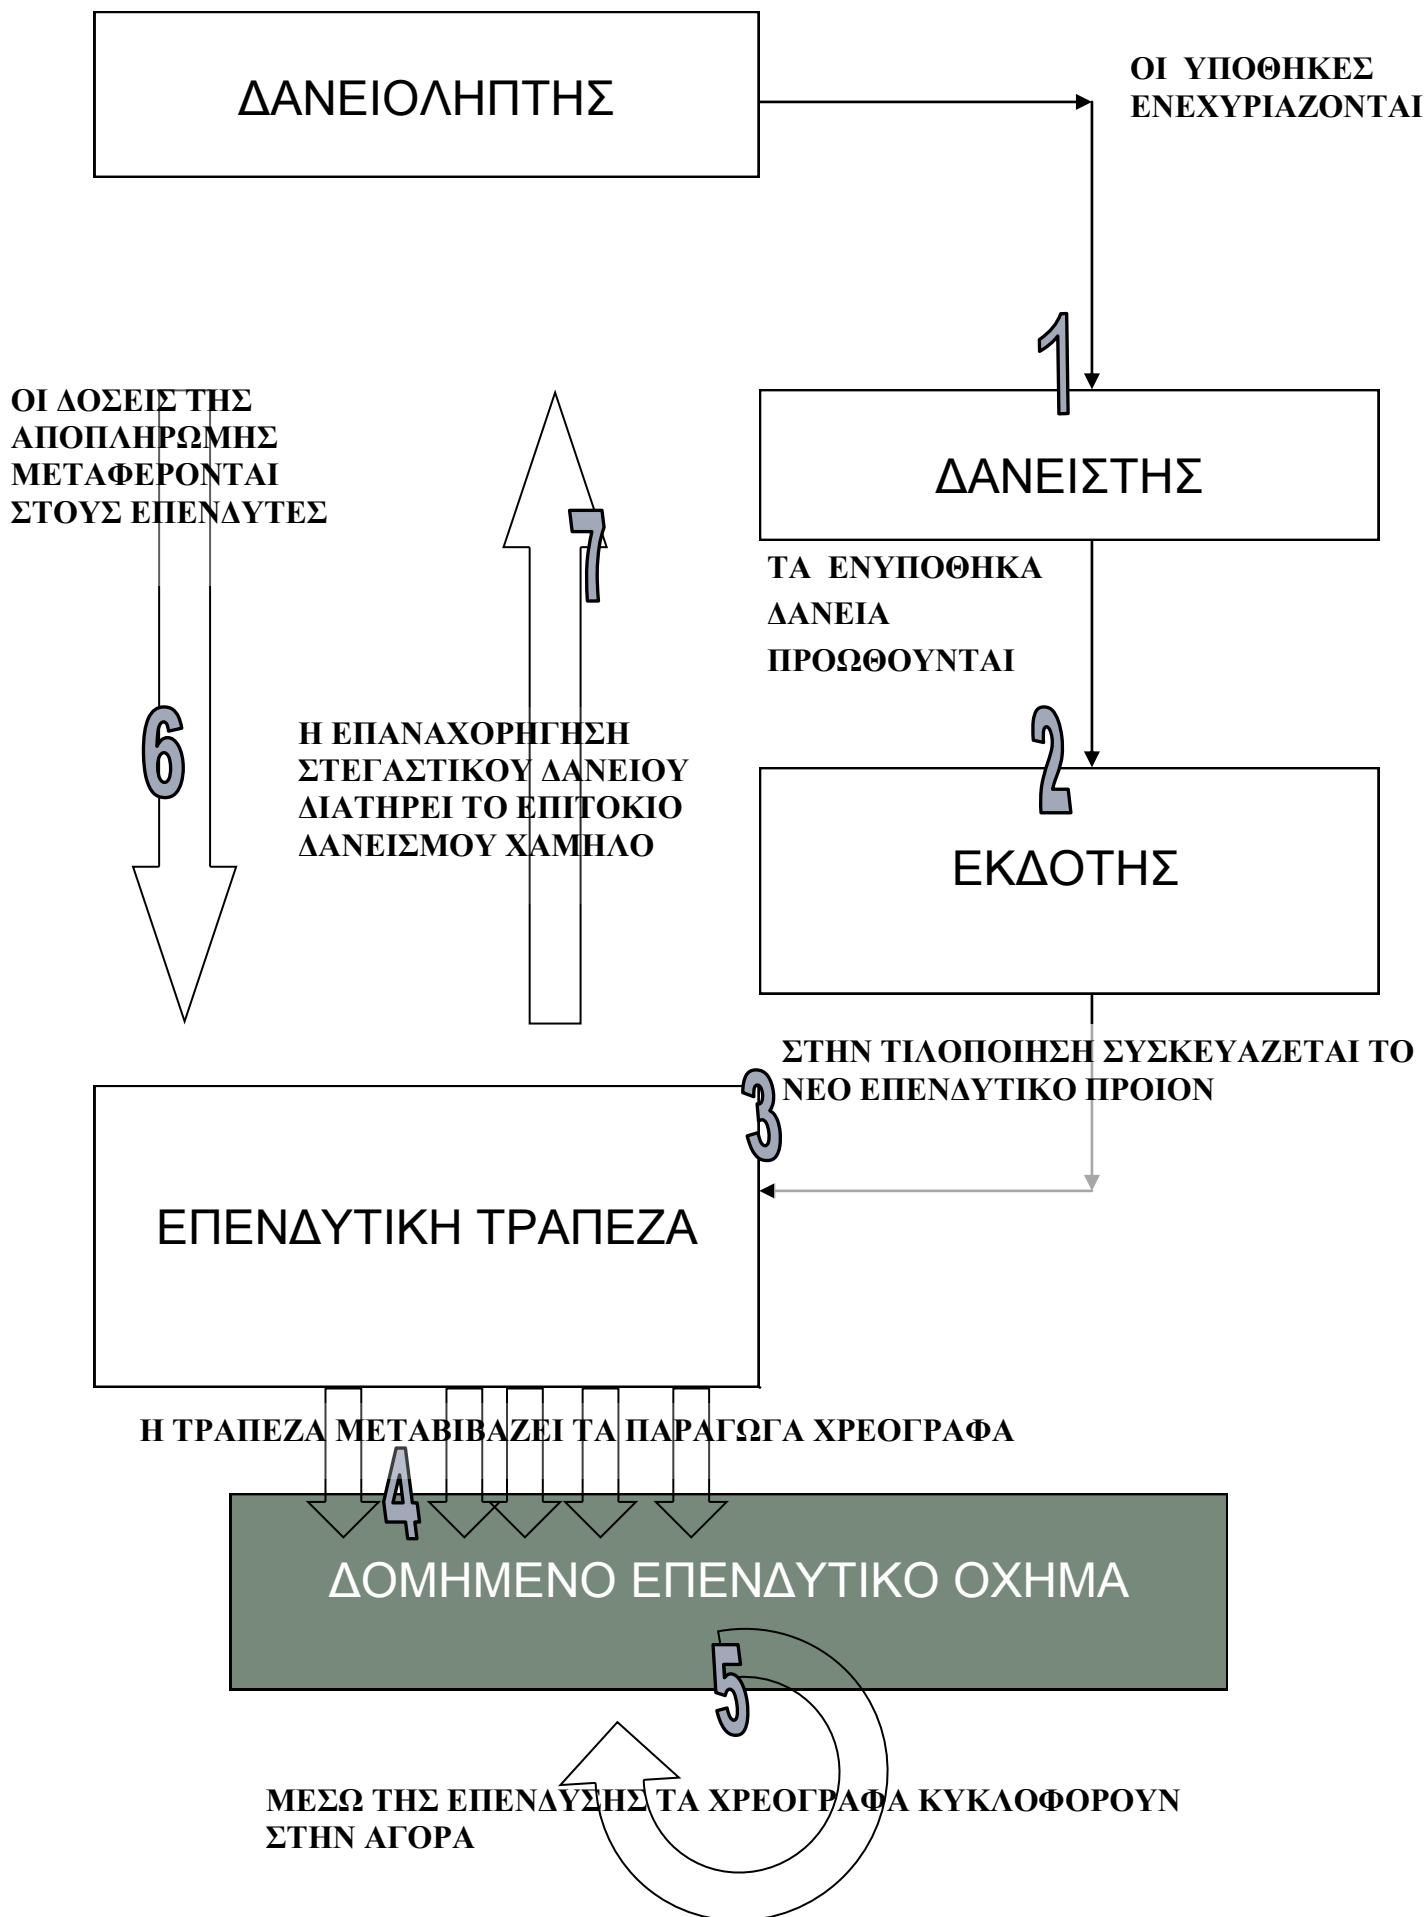 ΔΑΝΕΙΟΛΗΠΤΗΣ
ΟΙ ΥΠΟΘΗΚΕΣ
ΕΝΕΧΥΡΙΑΖΟΝΤΑΙ
1
ΔΑΝΕΙΣΤΗΣ
ΟΙ ΔΟΣΕΙΣ ΤΗΣ
ΑΠΟΠΛΗΡΩΜΗΣ
ΜΕΤΑΦΕΡΟΝΤΑΙ
ΣΤΟΥΣ ΕΠΕΝΔΥΤΕΣ
7
ΤΑ ΕΝΥΠΟΘΗΚΑ
ΔΑΝΕΙΑ
ΠΡΟΩΘΟΥΝΤΑΙ
6
Η ΕΠΑΝΑΧΟΡΗΓΗΣΗ
ΣΤΕΓΑΣΤΙΚΟΥ ΔΑΝΕΙΟΥ
ΔΙΑΤΗΡΕΙ ΤΟ ΕΠΙΤΟΚΙΟ
ΔΑΝΕΙΣΜΟΥ ΧΑΜΗΛΟ
2
ΕΚΔΟΤΗΣ
ΣΤΗΝ ΤΙΛΟΠΟΙΗΣΗ ΣΥΣΚΕΥΑΖΕΤΑΙ ΤΟ
ΝΕΟ ΕΠΕΝΔΥΤΙΚΟ ΠΡΟΙΟΝ
3
ΕΠΕΝΔΥΤΙΚΗ ΤΡΑΠΕΖΑ
Η ΤΡΑΠΕΖΑ ΜΕΤΑΒΙΒΑΖΕΙ ΤΑ ΠΑΡΑΓΩΓΑ ΧΡΕΟΓΡΑΦΑ
4
ΔΟΜΗΜΕΝΟ ΕΠΕΝΔΥΤΙΚΟ ΟΧΗΜΑ
5
ΜΕΣΩ ΤΗΣ ΕΠΕΝΔΥΣΗΣ ΤΑ ΧΡΕΟΓΡΑΦΑ ΚΥΚΛΟΦΟΡΟΥΝ
ΣΤΗΝ ΑΓΟΡΑ